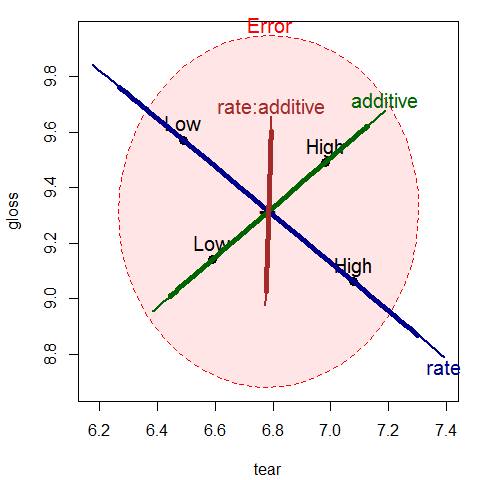 Error
rate:additive
additive
Low
High
Low
High
rate
gloss
9.8
9.6
9.4
9.2
9.0
8.8
6.2 6.4 6.6 6.8 7.0 7.2 7.4
tear